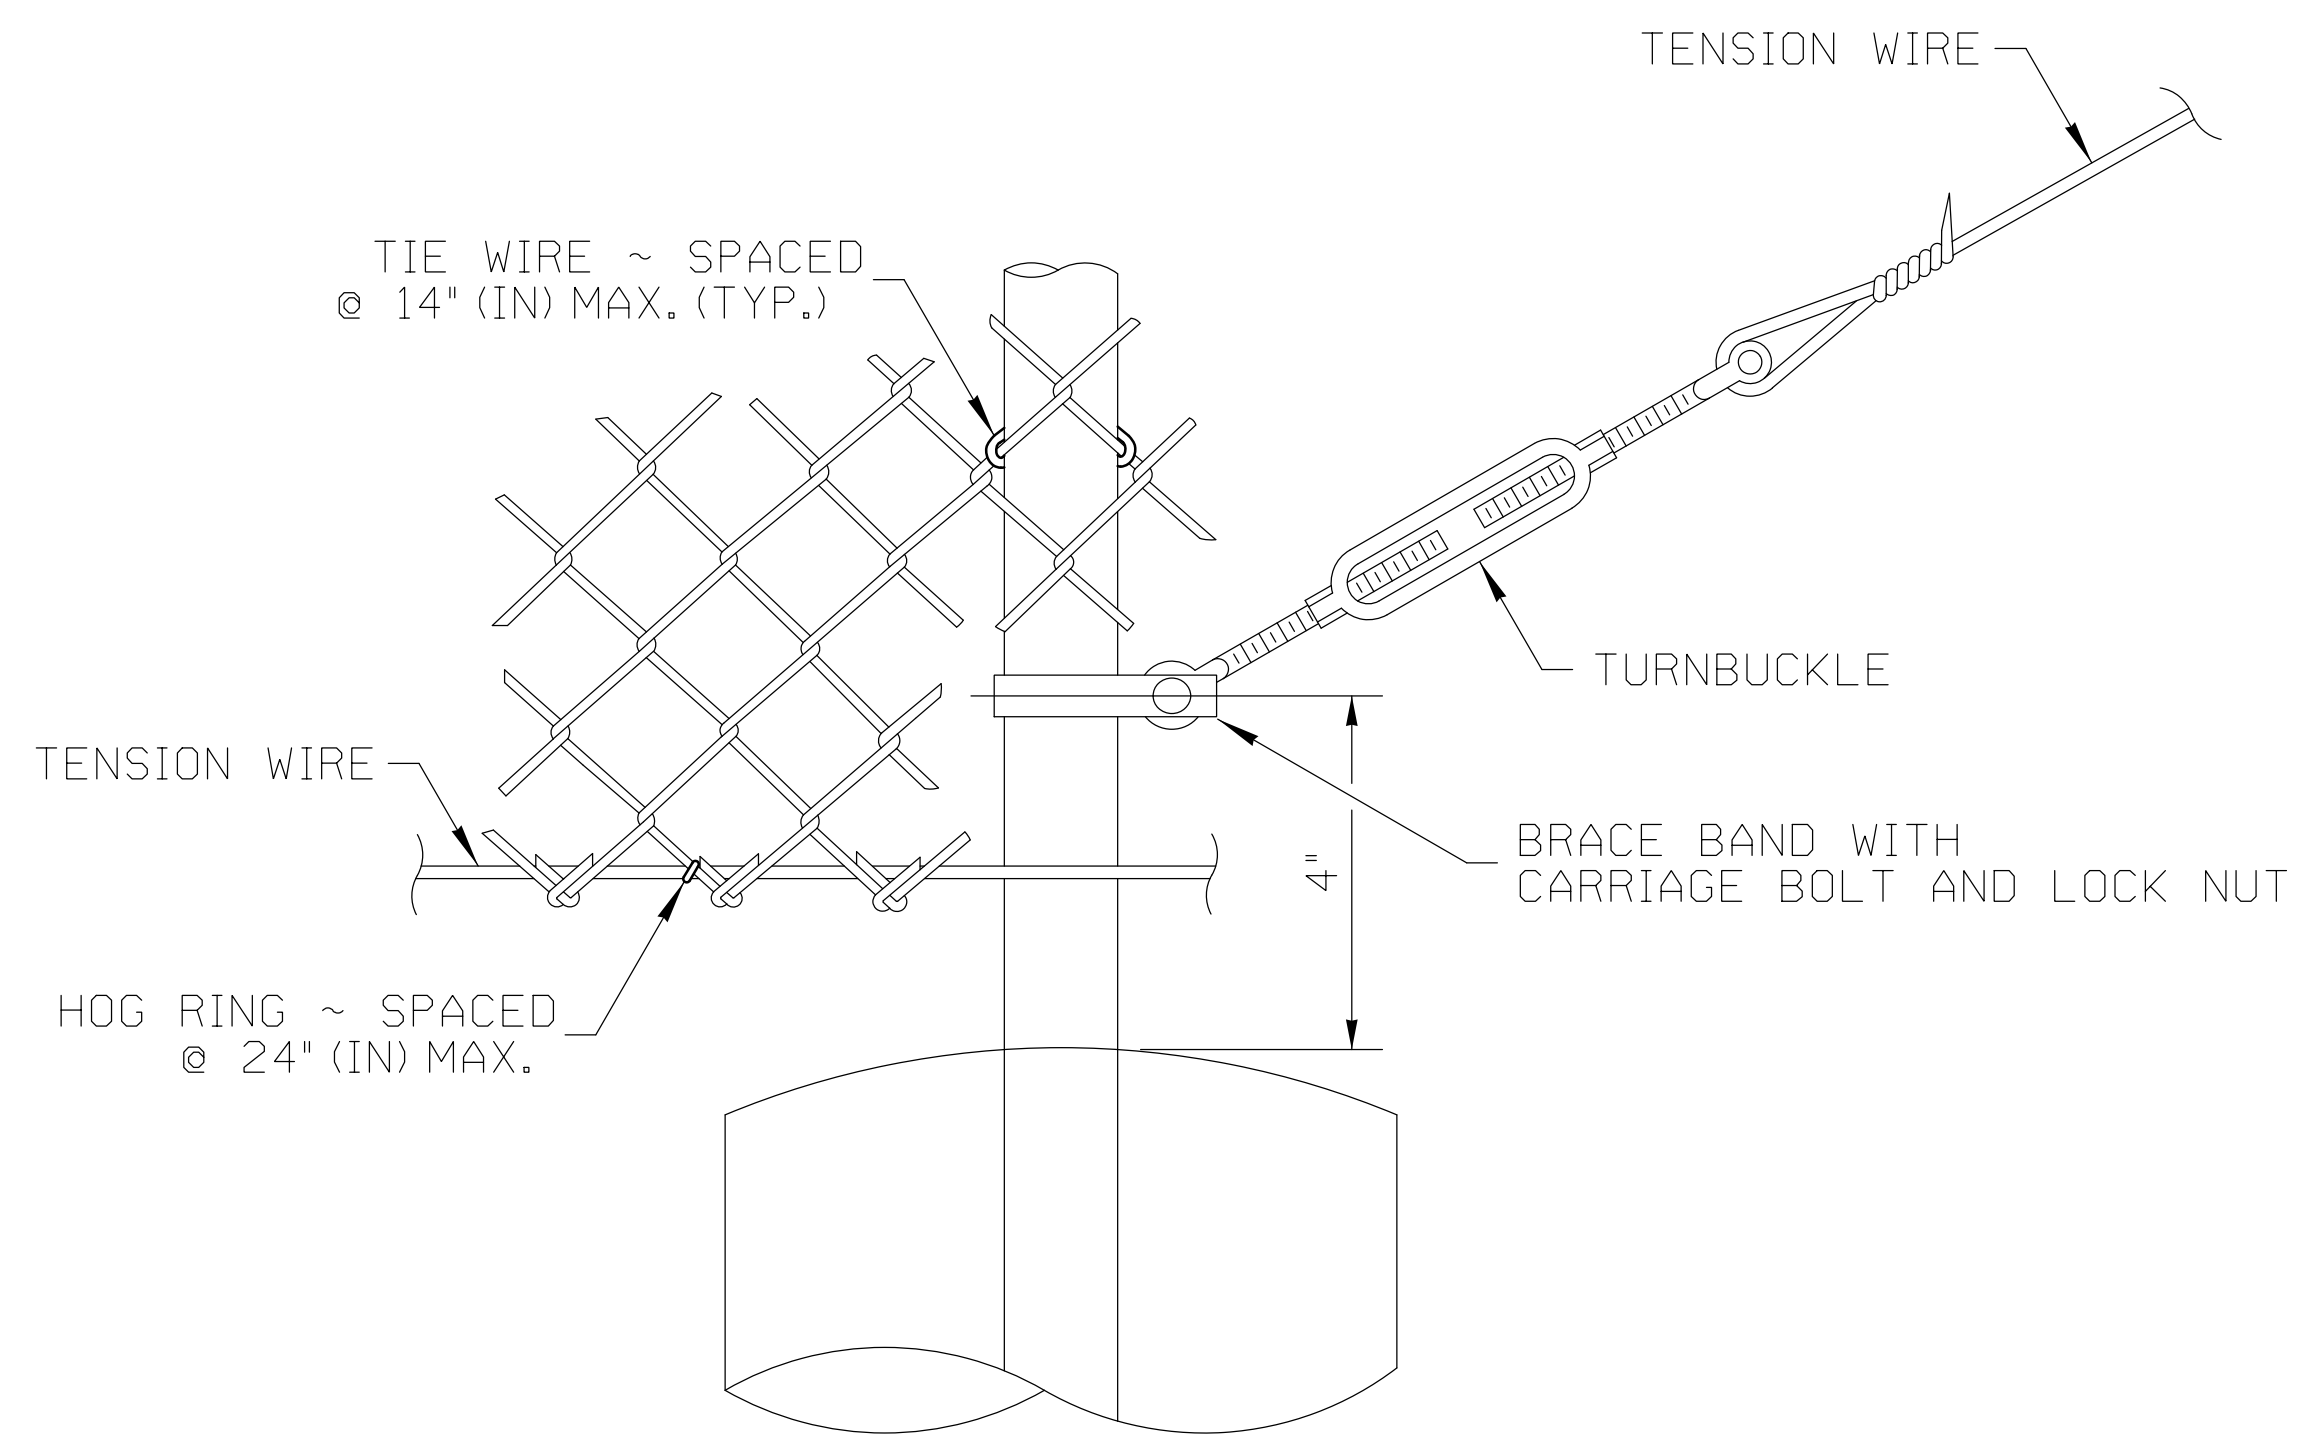 TENSION WIRE
TIE WIRE ~ SPACED
@ 14" (IN) MAX. (TYP.)
TURNBUCKLE
TENSION WIRE
BRACE BAND WITH
CARRIAGE BOLT AND LOCK NUT
4"
HOG RING ~ SPACED
@ 24" (IN) MAX.